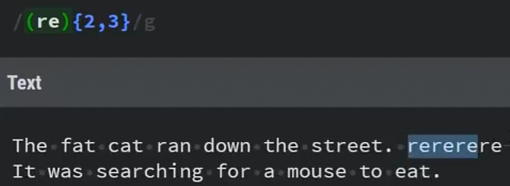 /(re){2,3}/g
Text
The fat cat ran down the street. rerererere
It was searching for a mouse to eat.